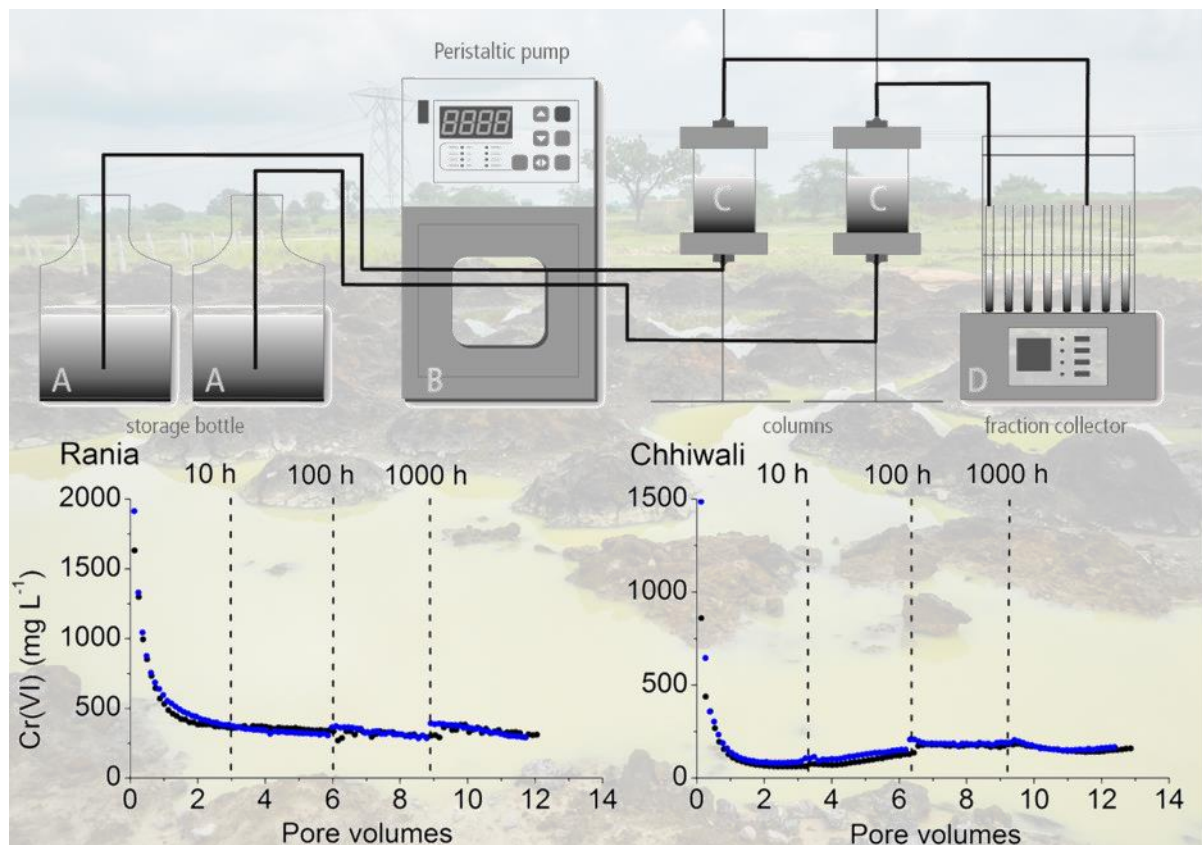 Peristaltic pump
8888
A
A
B
C
C
D
storage bottle
columns
fraction collector
Rania
10 h
100 h
1000 h
Cr(VI) (mg L⁻¹)
2000
1500
1000
500
0
0 2 4 6 8 10 12 14
Pore volumes
Chhiwali
10 h
100 h
1000 h
1500
1000
500
0
0 2 4 6 8 10 12 14
Pore volumes